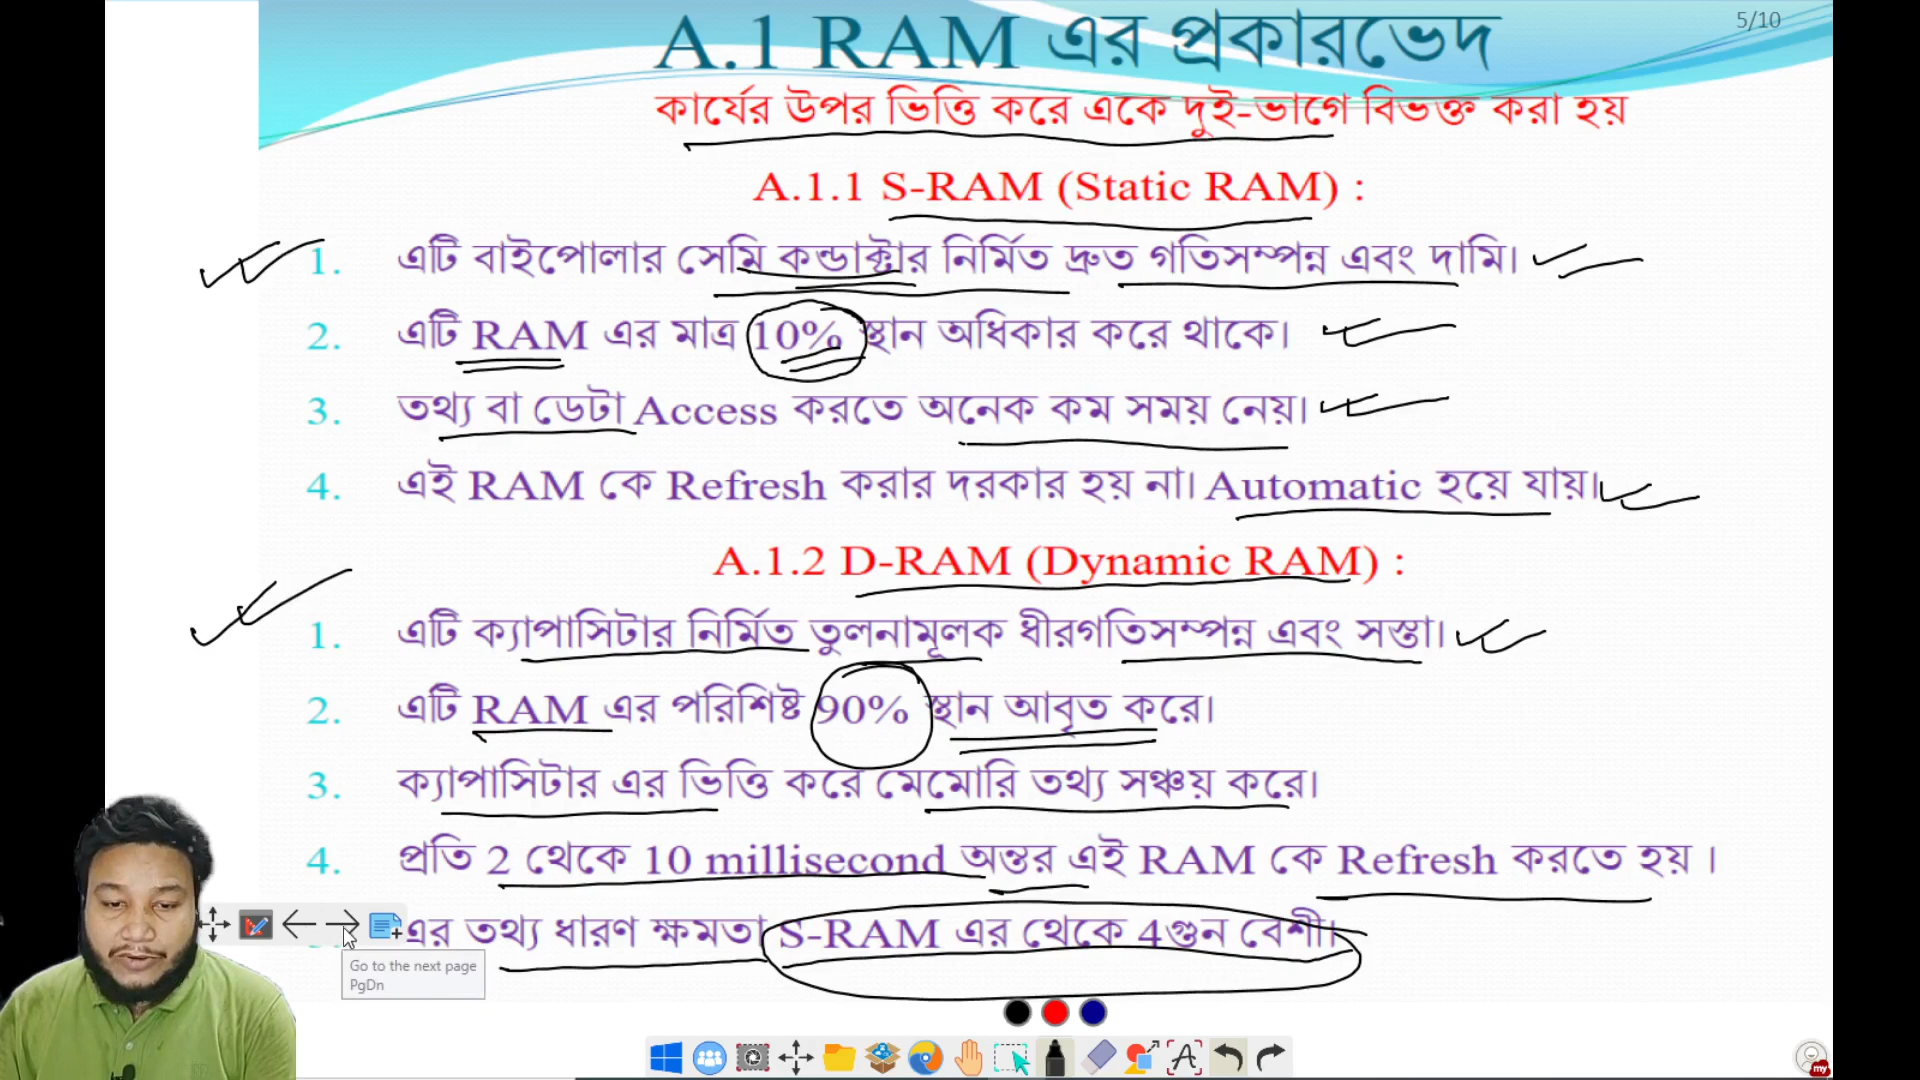 5/10
A.1 RAM এর প্রকারভেদ
কার্যের উপর ভিত্তি করে একে দুই-ভাগে বিভক্ত করা হয়
A.1.1 S-RAM (Static RAM) :
1. এটি বাইপোলার সেমি কন্ডাক্টার নির্মিত দ্রুত গতিসম্পন্ন এবং দামি।
2. এটি RAM এর মাত্র 10% স্থান অধিকার করে থাকে।
3. তথ্য বা ডেটা Access করতে অনেক কম সময় নেয়।
4. এই RAM কে Refresh করার দরকার হয় না। Automatic হয়ে যায়।
A.1.2 D-RAM (Dynamic RAM) :
1. এটি ক্যাপাসিটার নির্মিত তুলনামূলক ধীরগতিসম্পন্ন এবং সস্তা।
2. এটি RAM এর পরিশিষ্ট 90% স্থান আবৃত করে।
3. ক্যাপাসিটার এর ভিত্তি করে মেমোরি তথ্য সঞ্চয় করে।
4. প্রতি 2 থেকে 10 millisecond অন্তর এই RAM কে Refresh করতে হয় ।
এর তথ্য ধারণ ক্ষমতা S-RAM এর থেকে 4গুন বেশী।
Go to the next page
PgDn
my